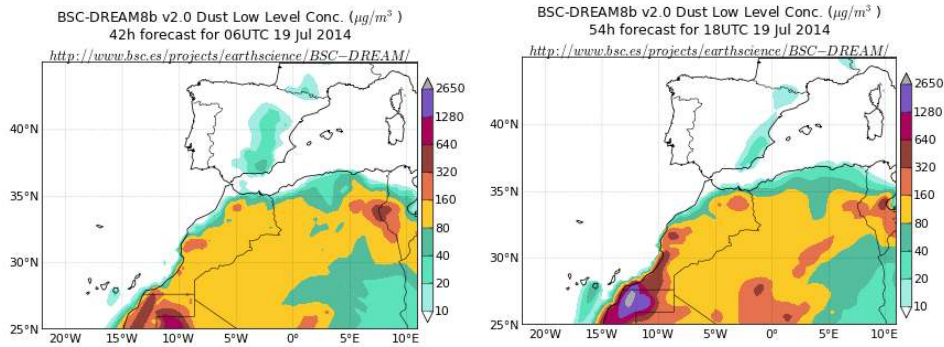 BSC-DREAM8b v2.0 Dust Low Level Conc. (μg/m³ )
42h forecast for 06UTC 19 Jul 2014
http://www.bsc.es/projects/earthscience/BSC−DREAM/
2650
1280
640
320
160
80
40
20
10
40°N
35°N
30°N
25°N
20°W
15°W
10°W
5°W
0°E
5°E
10°E
BSC-DREAM8b v2.0 Dust Low Level Conc. (μg/m³ )
54h forecast for 18UTC 19 Jul 2014
http://www.bsc.es/projects/earthscience/BSC−DREAM/
2650
1280
640
320
160
80
40
20
10
40°N
35°N
30°N
25°N
20°W
15°W
10°W
5°W
0°E
5°E
10°E